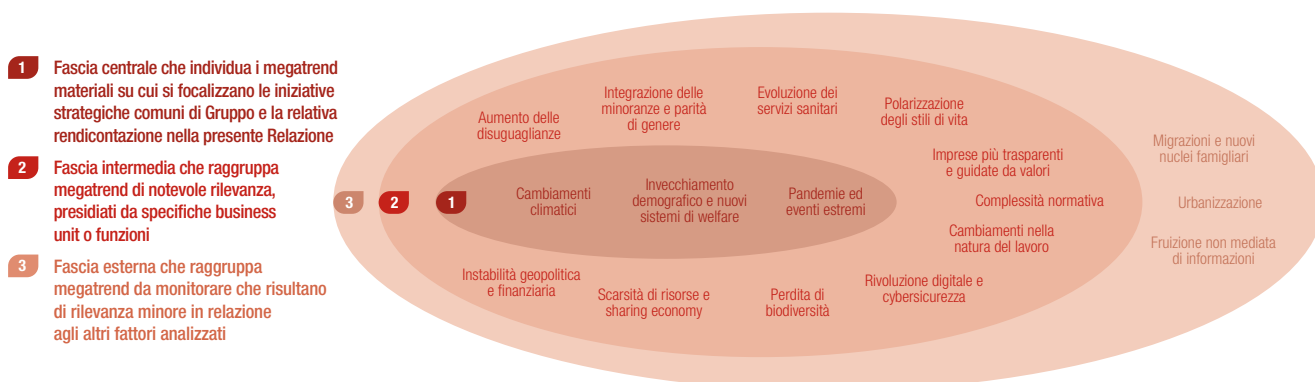 1
Fascia centrale che individua i megatrend
materiali su cui si focalizzano le iniziative
strategiche comuni di Gruppo e la relativa
rendicontazione nella presente Relazione
2
Fascia intermedia che raggruppa
megatrend di notevole rilevanza,
presidiati da specifiche business
unit o funzioni
3
Fascia esterna che raggruppa
megatrend da monitorare che risultano
di rilevanza minore in relazione
agli altri fattori analizzati
3
2
1
Aumento delle
disuguaglianze
Integrazione delle
minoranze e parità
di genere
Evoluzione dei
servizi sanitari
Polarizzazione
degli stili di vita
Cambiamenti
climatici
Invecchiamento
demografico e nuovi
sistemi di welfare
Pandemie ed
eventi estremi
Imprese più trasparenti
e guidate da valori
Complessità normativa
Cambiamenti nella
natura del lavoro
Instabilità geopolitica
e finanziaria
Scarsità di risorse e
sharing economy
Perdita di
biodiversità
Rivoluzione digitale e
cybersicurezza
Migrazioni e nuovi
nuclei famigliari
Urbanizzazione
Fruizione non mediata
di informazioni